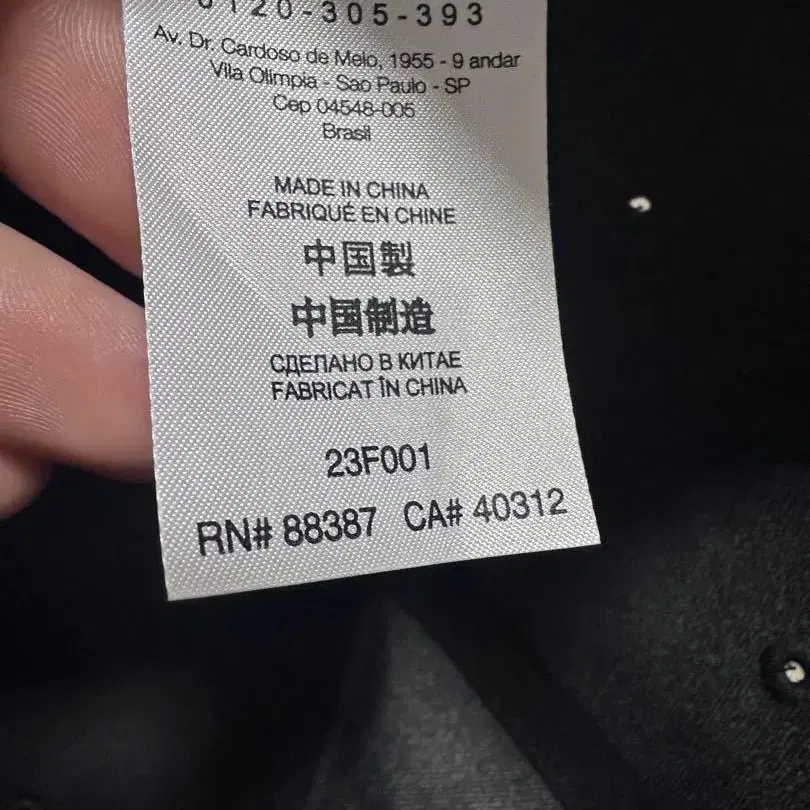 0120-305-393
Av. Dr. Cardoso de Melo, 1955 - 9 andar
Vila Olimpia - Sao Paulo - SP
Cep 04548-005
Brasil
MADE IN CHINA
FABRIQUÉ EN CHINE
中国製
中国制造
СДЕЛАНО В КИТАЕ
FABRICAT ÎN CHINA
23F001
RN# 88387 CA# 40312